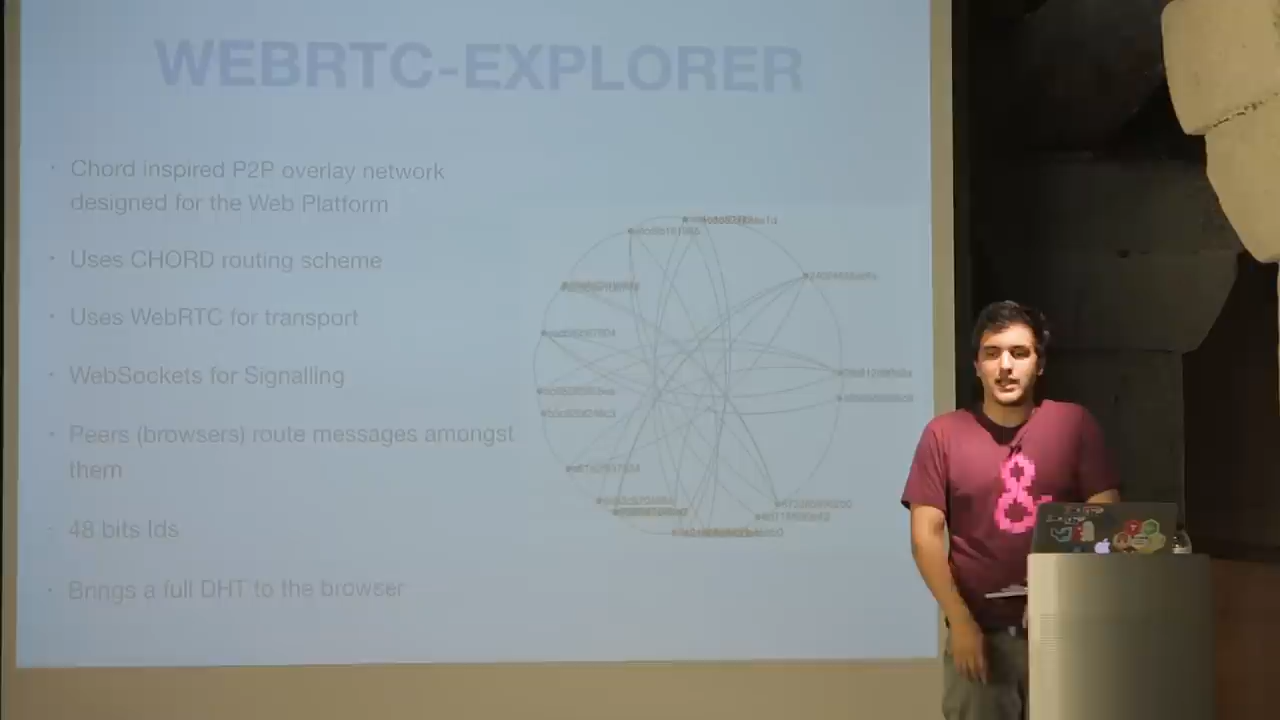 WEBRTC-EXPLORER
· Chord inspired P2P overlay network
designed for the Web Platform
· Uses CHORD routing scheme
· Uses WebRTC for transport
· WebSockets for Signalling
· Peers (browsers) route messages amongst
them
· 48 bits Ids
· Brings a full DHT to the browser
&